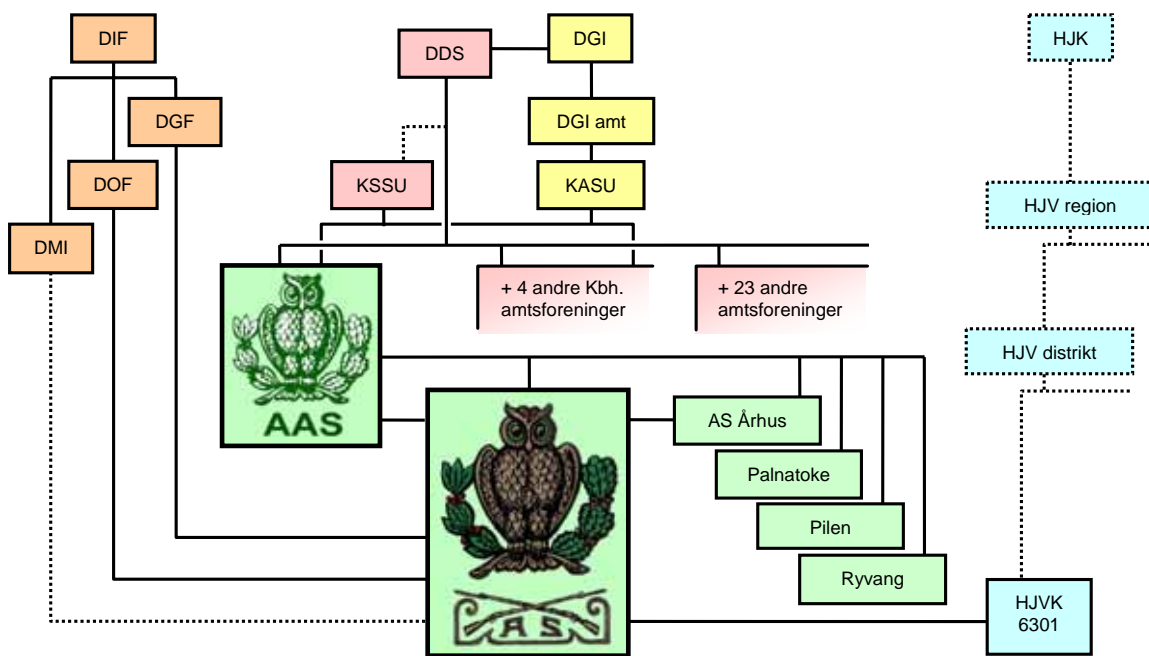 DIF
DDS
DGI
HJK
DGF
DGI amt
DOF
KSSU
KASU
HJV region
DMI
+ 4 andre Kbh.
amtsforeninger
+ 23 andre
amtsforeninger
HJV distrikt
AAS
AS Århus
Palnatoke
Pilen
Ryvang
HJVK
6301
AS